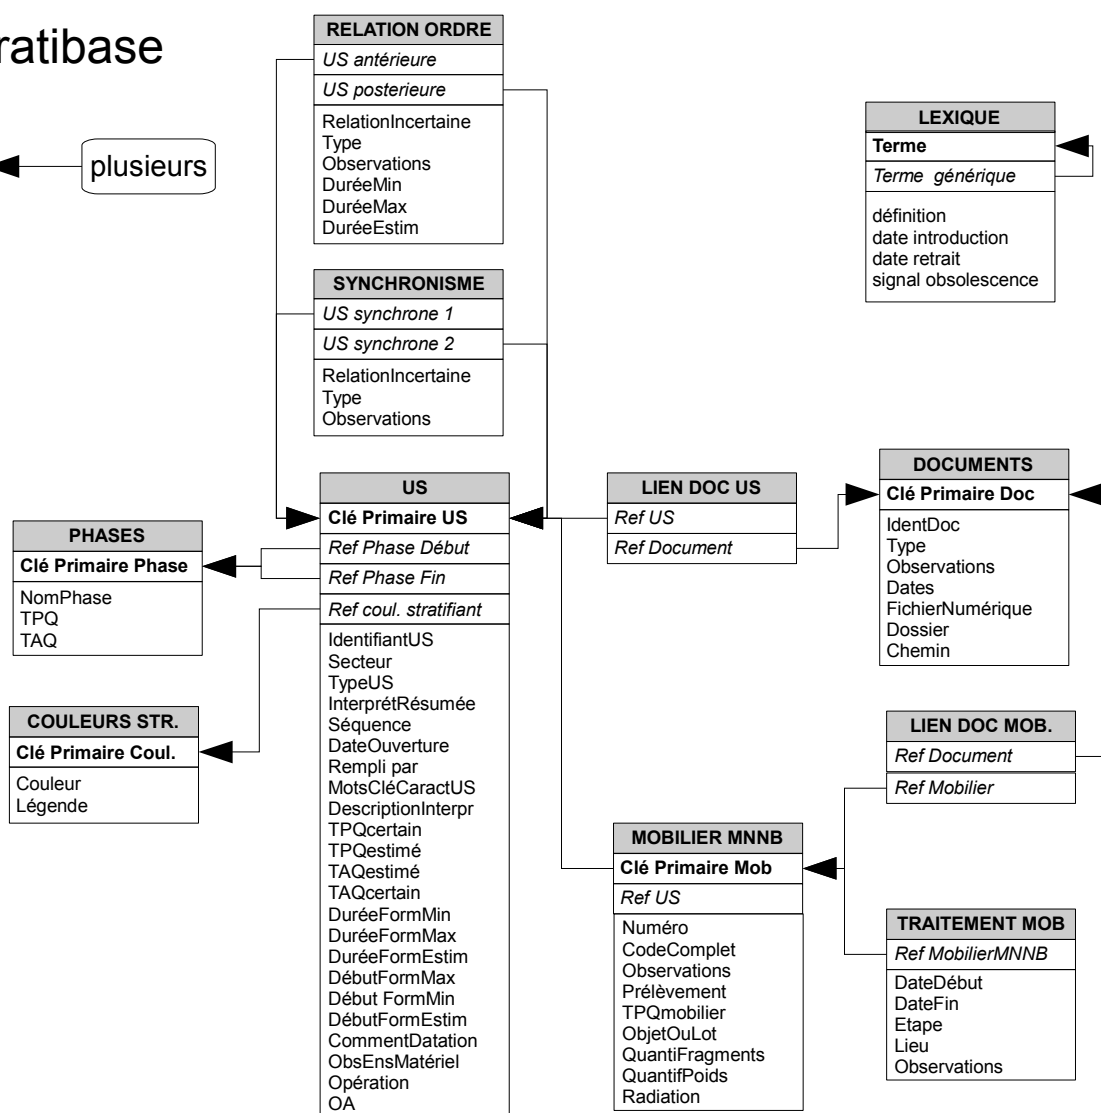 ratibase
plusieurs
RELATION ORDRE
US antérieure
US posterieure
RelationIncertaine
Type
Observations
DuréeMin
DuréeMax
DuréeEstim
SYNCHRONISME
US synchrone 1
US synchrone 2
RelationIncertaine
Type
Observations
LEXIQUE
Terme
Terme générique
définition
date introduction
date retrait
signal obsolescence
PHASES
Clé Primaire Phase
NomPhase
TPQ
TAQ
COULEURS STR.
Clé Primaire Coul.
Couleur
Légende
US
Clé Primaire US
Ref Phase Début
Ref Phase Fin
Ref coul. stratifiant
IdentifiantUS
Secteur
TypeUS
InterprétRésumée
Séquence
DateOuverture
Rempli par
MotsCléCaractUS
DescriptionInterpr
TPQcertain
TPQestimé
TAQestimé
TAQcertain
DuréeFormMin
DuréeFormMax
DuréeFormEstim
DébutFormMax
Début FormMin
DébutFormEstim
CommentDatation
ObsEnsMatériel
Opération
OA
LIEN DOC US
Ref US
Ref Document
DOCUMENTS
Clé Primaire Doc
IdentDoc
Type
Observations
Dates
FichierNumérique
Dossier
Chemin
LIEN DOC MOB.
Ref Document
Ref Mobilier
MOBILIER MNNB
Clé Primaire Mob
Ref US
Numéro
CodeComplet
Observations
Prélèvement
TPQmobilier
ObjetOuLot
QuantiFragments
QuantifPoids
Radiation
TRAITEMENT MOB
Ref MobilierMNNB
DateDébut
DateFin
Etape
Lieu
Observations